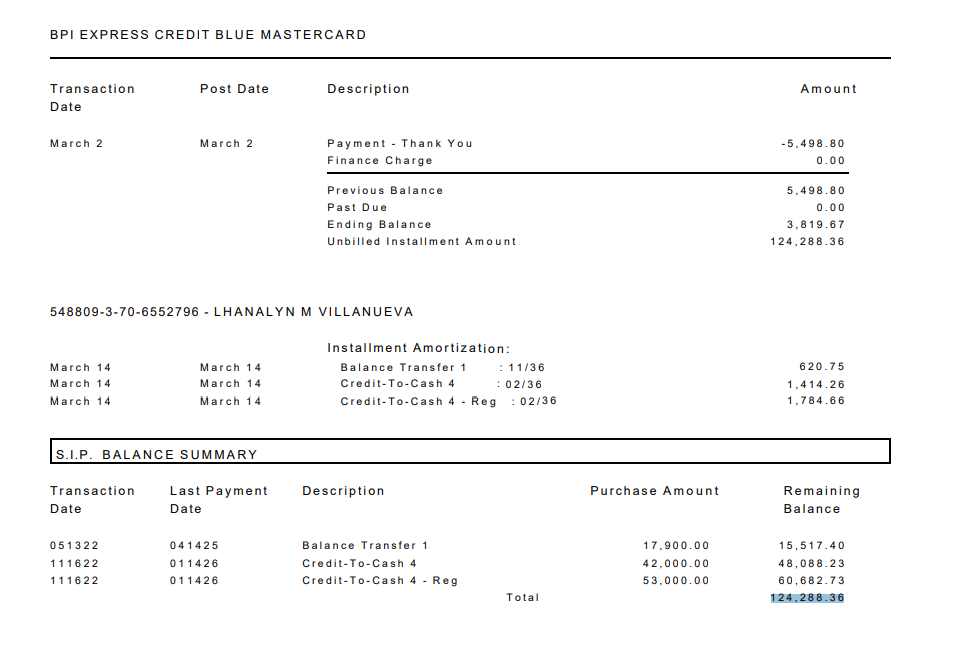 BPI EXPRESS CREDIT BLUE MASTERCARD
Transaction Date Post Date Description Amount
March 2 March 2 Payment - Thank You -5,498.80
Finance Charge 0.00
Previous Balance 5,498.80
Past Due 0.00
Ending Balance 3,819.67
Unbilled Installment Amount 124,288.36
548809-3-70-6552796 - LHANALYN M VILLANUEVA
Installment Amortization:
March 14 March 14 Balance Transfer 1 : 11/36 620.75
March 14 March 14 Credit-To-Cash 4 : 02/36 1,414.26
March 14 March 14 Credit-To-Cash 4 - Reg : 02/36 1,784.66
S.I.P. BALANCE SUMMARY
Transaction Date Last Payment Date Description Purchase Amount Remaining Balance
051322 041425 Balance Transfer 1 17,900.00 15,517.40
111622 011426 Credit-To-Cash 4 42,000.00 48,088.23
111622 011426 Credit-To-Cash 4 - Reg 53,000.00 60,682.73
Total 124,288.36